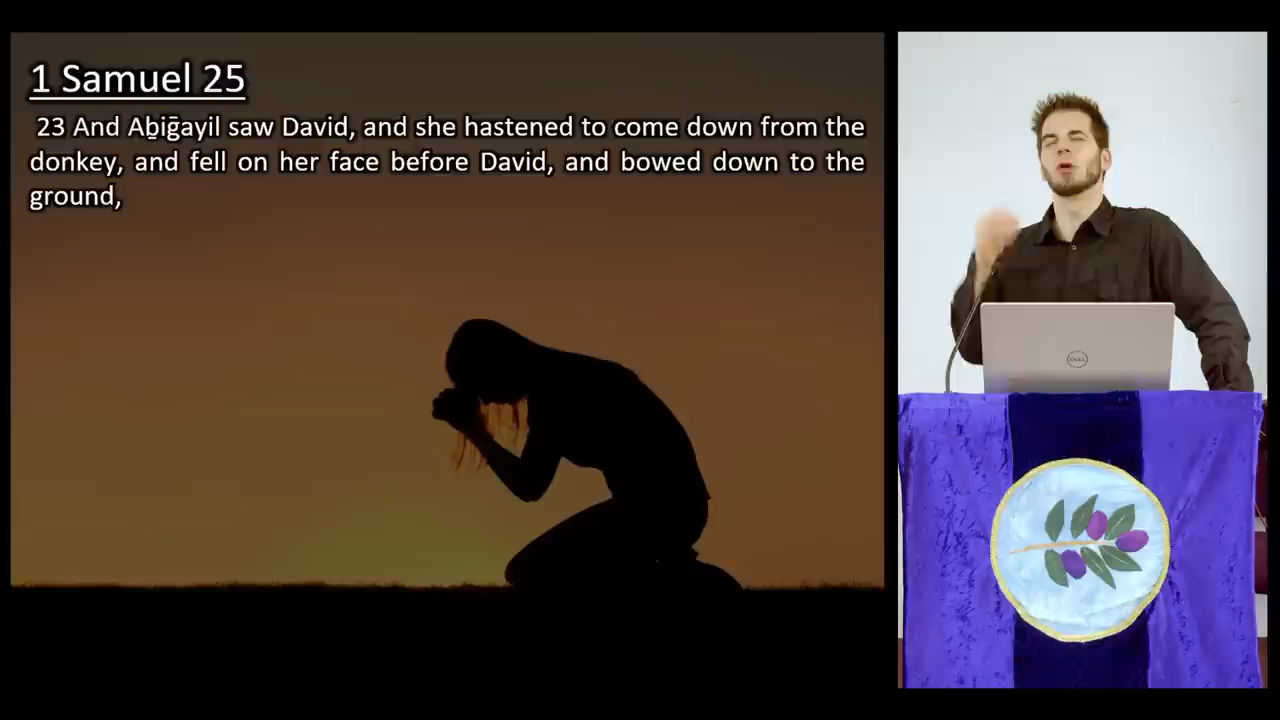 1 Samuel 25
23 And Aḇiḡayil saw David, and she hastened to come down from the
donkey, and fell on her face before David, and bowed down to the
ground,
DELL